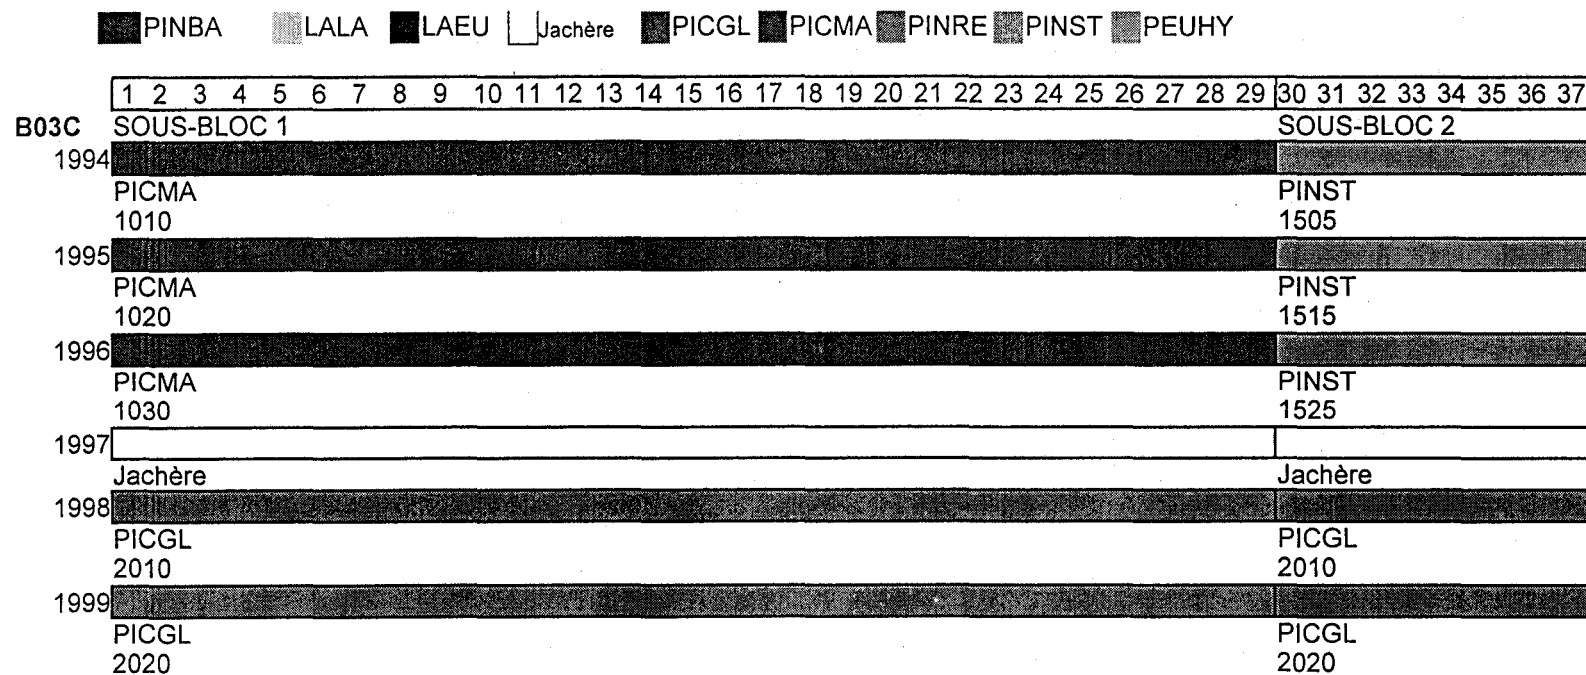 PINBA LALA LAEU Jachère PICGL PICMA PINRE PINST PEUHY
1 2 3 4 5 6 7 8 9 10 11 12 13 14 15 16 17 18 19 20 21 22 23 24 25 26 27 28 29 30 31 32 33 34 35 36 37
B03C SOUS-BLOC 1 SOUS-BLOC 2
1994
PICMA PINST
1010 1505
1995
PICMA PINST
1020 1515
1996
PICMA PINST
1030 1525
1997
Jachère Jachère
1998
PICGL PICGL
2010 2010
1999
PICGL PICGL
2020 2020